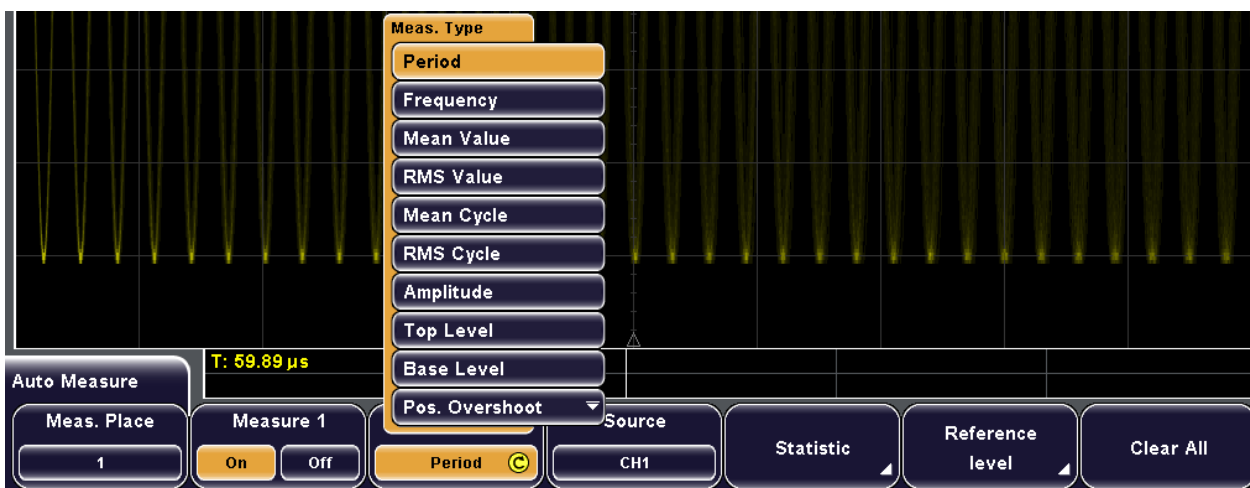 Meas. Type
Period
Frequency
Mean Value
RMS Value
Mean Cycle
RMS Cycle
Amplitude
Top Level
Base Level
Pos. Overshoot
T: 59.89 µs
Auto Measure
Meas. Place
1
Measure 1
On
Off
Period
C
Source
CH1
Statistic
Reference
level
Clear All